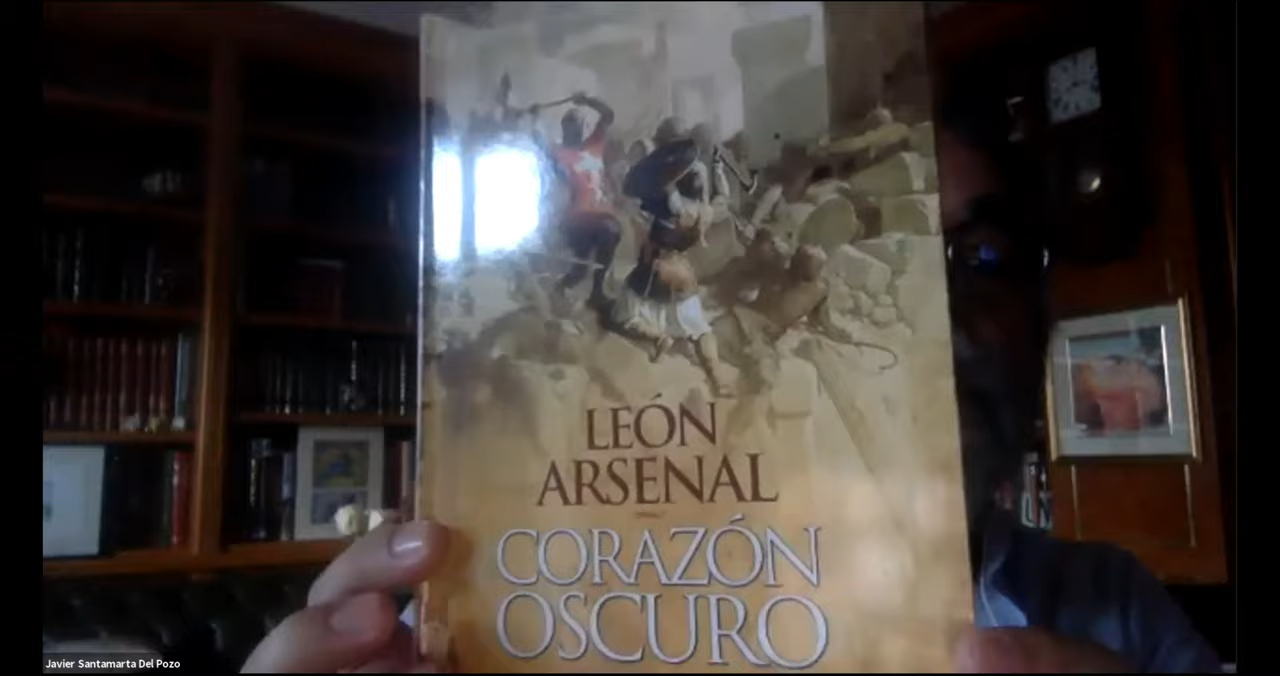 LEÓN
ARSENAL
CORAZÓN
OSCURO
Javier Santamarta Del Pozo